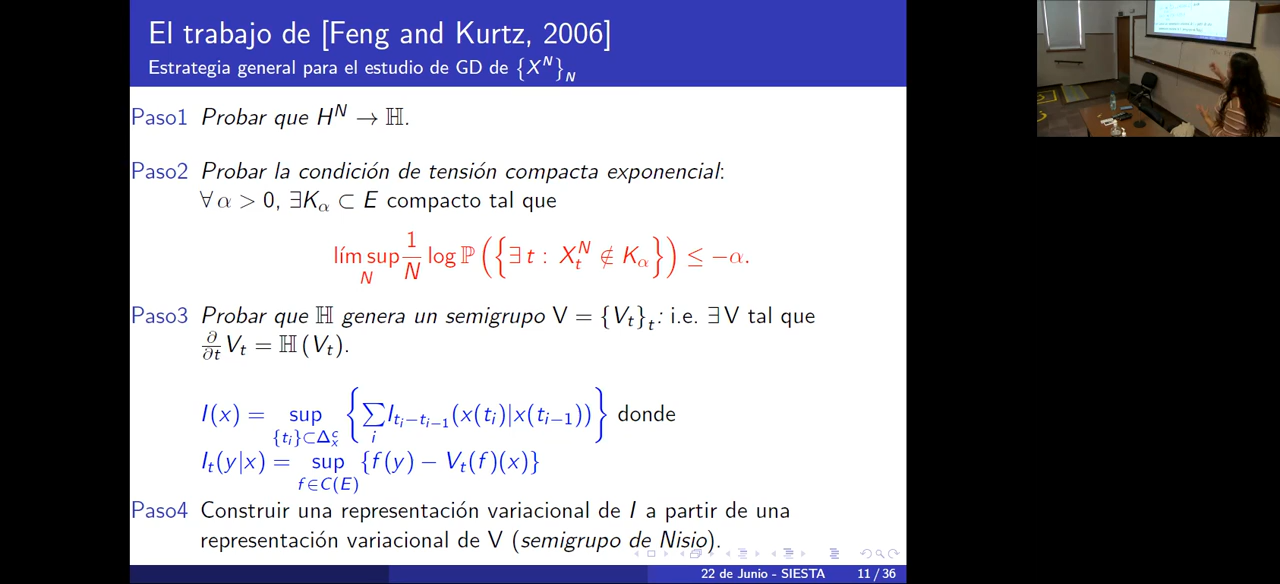 El trabajo de [Feng and Kurtz, 2006]
Estrategia general para el estudio de GD de {X^N}_N
Paso1 Probar que H^N → ℍ.
Paso2 Probar la condición de tensión compacta exponencial:
∀ α > 0, ∃K_α ⊂ E compacto tal que
lím sup_N 1/N log ℙ ({∃ t : X_t^N ∉ K_α}) ≤ −α.
Paso3 Probar que ℍ genera un semigrupo V = {V_t}_t: i.e. ∃ V tal que
∂/∂t V_t = ℍ (V_t).
I(x) = sup_{{t_i}⊂Δ_x^c} {∑_i I_{t_i−t_{i−1}}(x(t_i)|x(t_{i−1}))} donde
I_t(y|x) = sup_{f∈C(E)} {f(y) − V_t(f)(x)}
Paso4 Construir una representación variacional de I a partir de una
representación variacional de V (semigrupo de Nisio).
22 de Junio - SIESTA 11 / 36